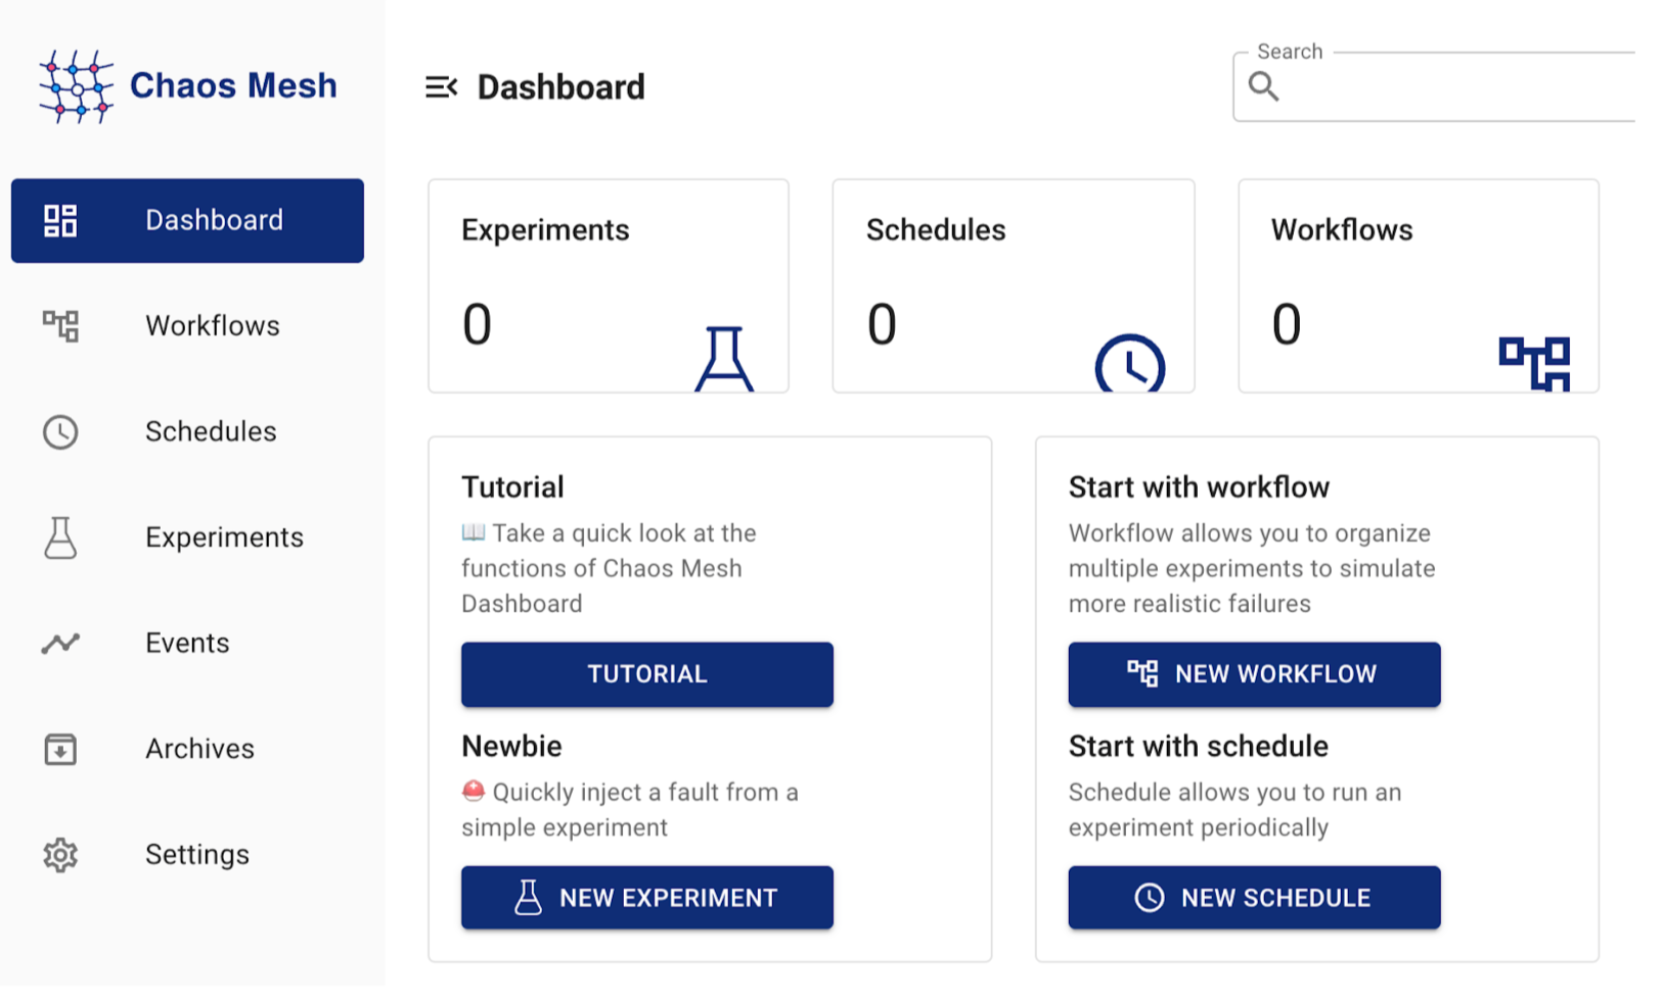 Chaos Mesh
Dashboard
Workflows
Schedules
Experiments
Events
Archives
Settings
Dashboard
Search
Experiments
0
Schedules
0
Workflows
0
Tutorial
📖 Take a quick look at the
functions of Chaos Mesh
Dashboard
TUTORIAL
Newbie
⛑️ Quickly inject a fault from a
simple experiment
NEW EXPERIMENT
Start with workflow
Workflow allows you to organize
multiple experiments to simulate
more realistic failures
NEW WORKFLOW
Start with schedule
Schedule allows you to run an
experiment periodically
NEW SCHEDULE